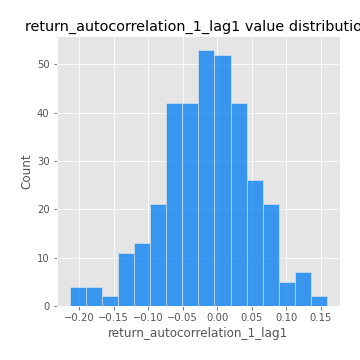 return_autocorrelation_1_lag1 value distributio
50
40
30
20
10
0
Count
−0.20 −0.15 −0.10 −0.05 0.00 0.05 0.10 0.15
return_autocorrelation_1_lag1